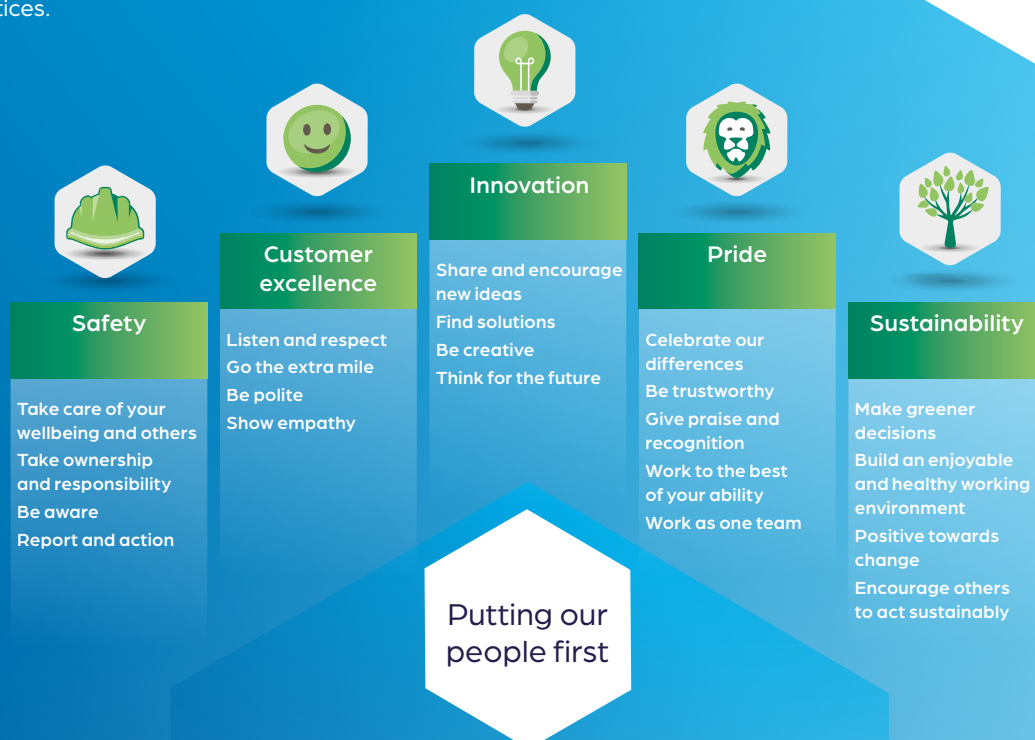 Safety
Take care of your
wellbeing and others
Take ownership
and responsibility
Be aware
Report and action
Customer
excellence
Listen and respect
Go the extra mile
Be polite
Show empathy
Innovation
Share and encourage
new ideas
Find solutions
Be creative
Think for the future
Pride
Celebrate our
differences
Be trustworthy
Give praise and
recognition
Work to the best
of your ability
Work as one team
Sustainability
Make greener
decisions
Build an enjoyable
and healthy working
environment
Positive towards
change
Encourage others
to act sustainably
Putting our
people first